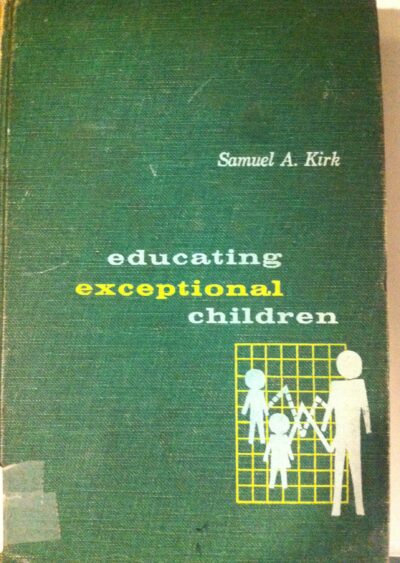 Samuel A. Kirk
educating
exceptional
children